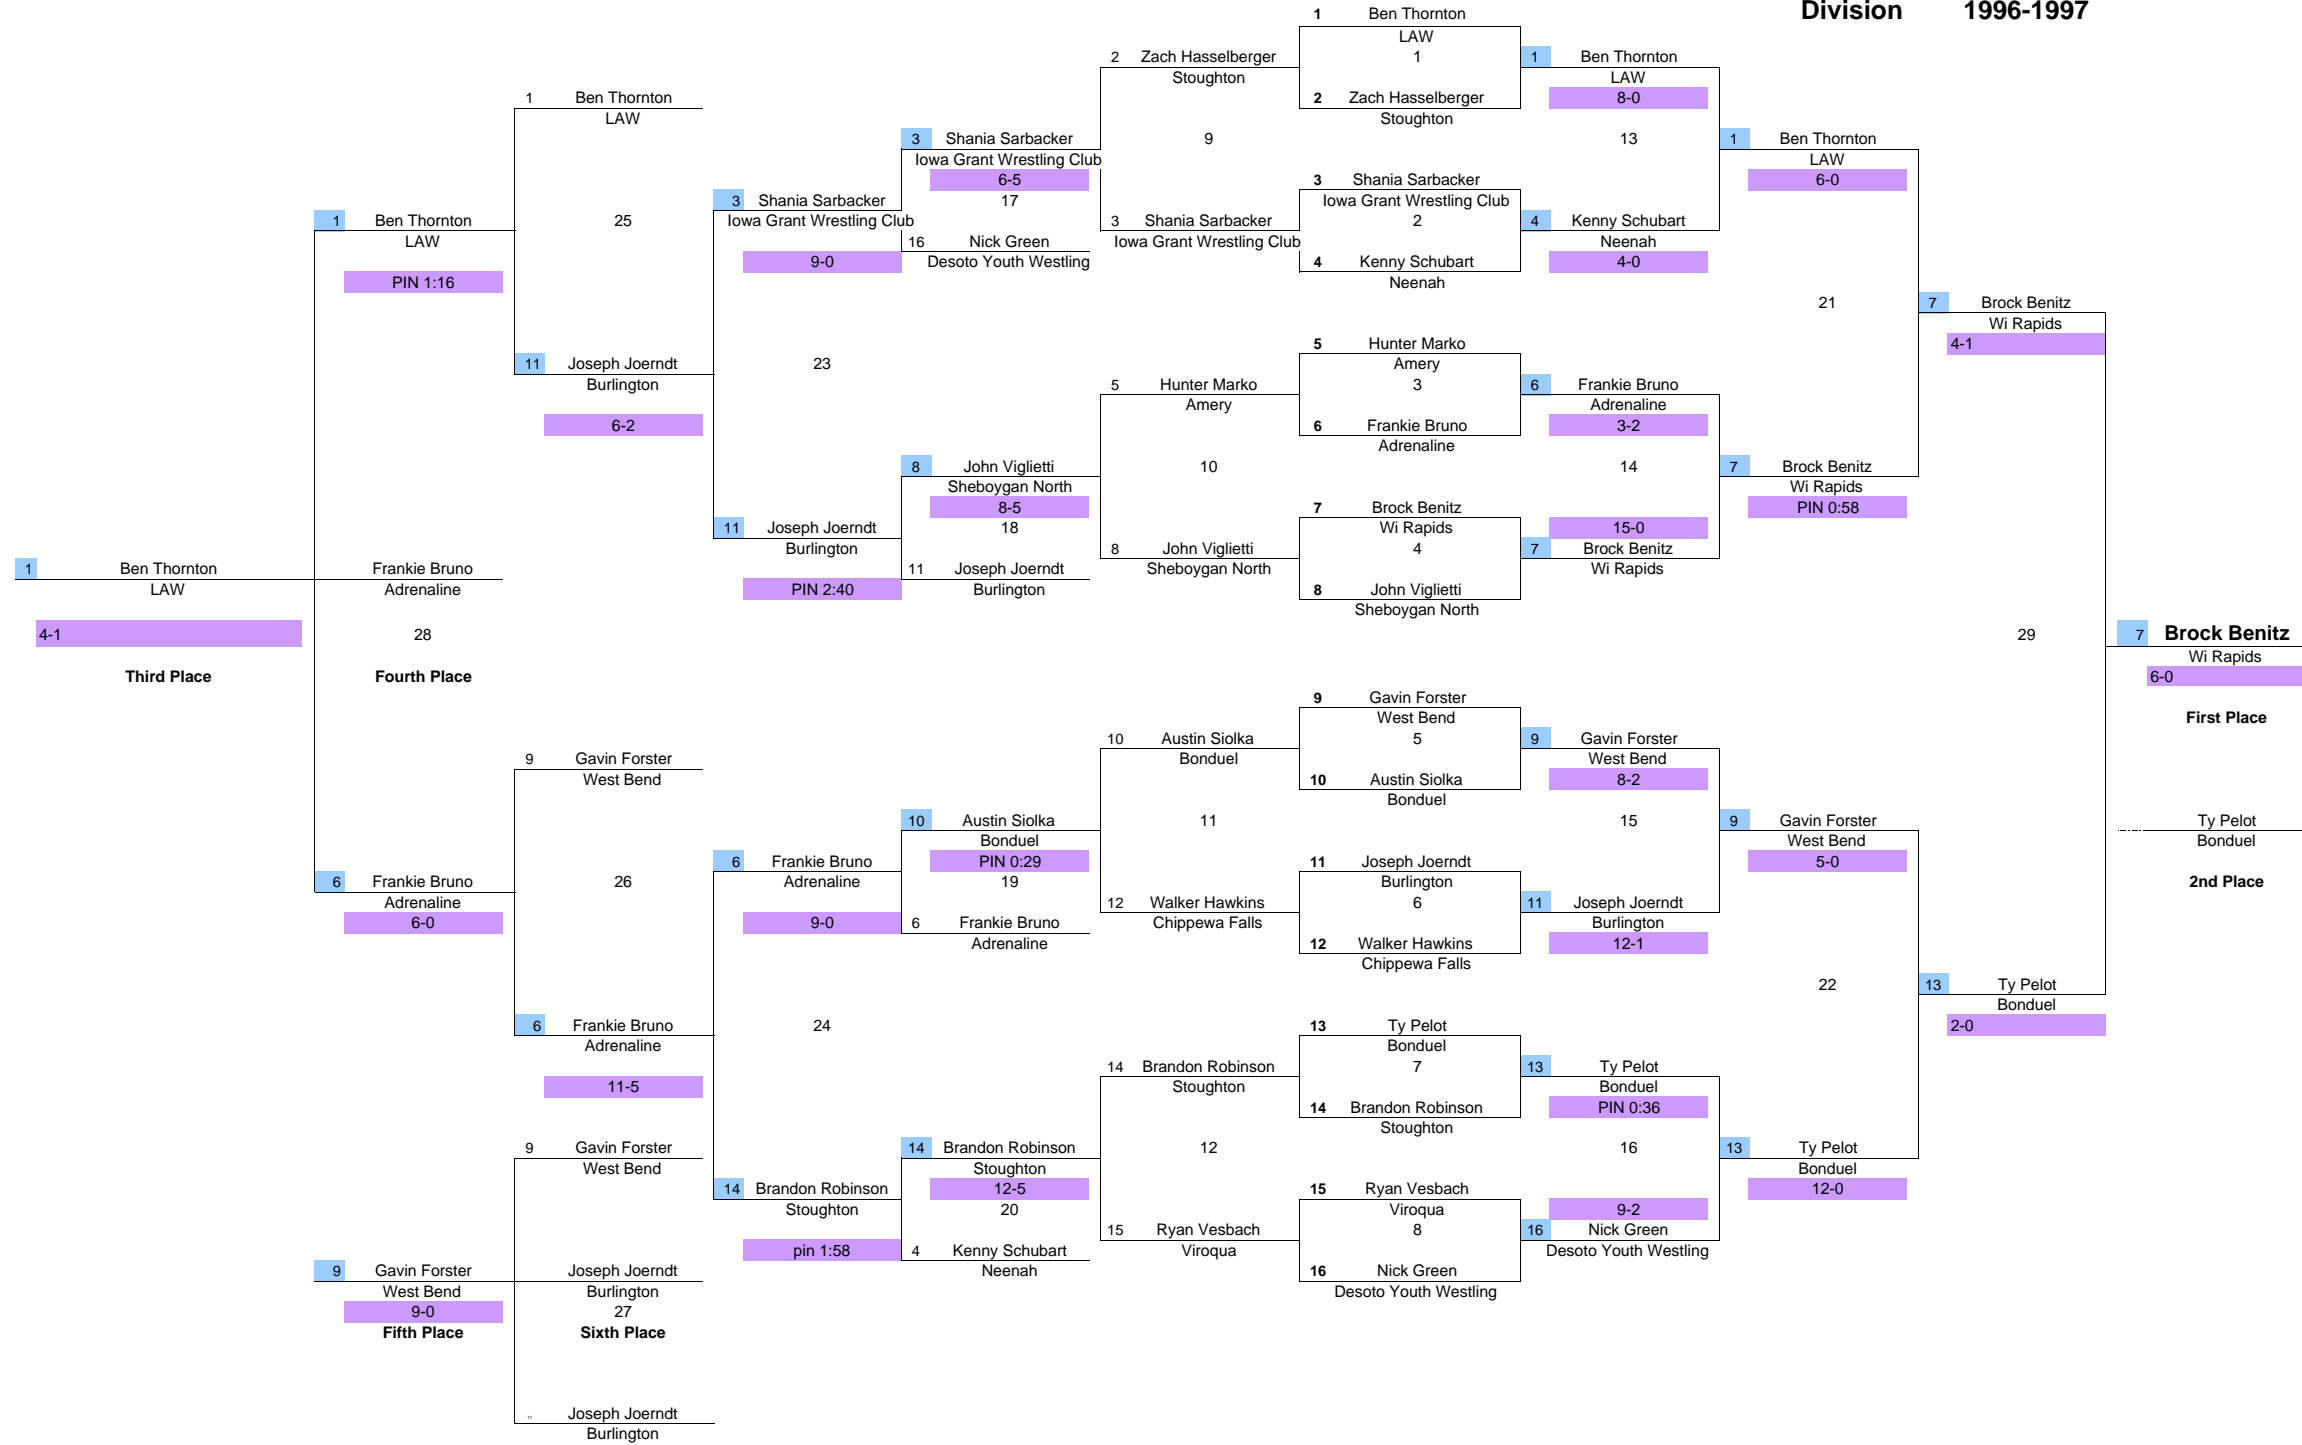 Division 1996-1997
1 Ben Thornton
LAW
2 Zach Hasselberger 1 1 Ben Thornton
Stoughton LAW
1 Ben Thornton 2 Zach Hasselberger 8-0
LAW Stoughton
3 Shania Sarbacker 9 13 1 Ben Thornton
Iowa Grant Wrestling Club LAW
6-5 3 Shania Sarbacker 6-0
3 Shania Sarbacker 17 Iowa Grant Wrestling Club
1 Ben Thornton 25 Iowa Grant Wrestling Club 3 Shania Sarbacker 2 4 Kenny Schubart
LAW 16 Nick Green Iowa Grant Wrestling Club Neenah
9-0 Desoto Youth Westling 4 Kenny Schubart 4-0
PIN 1:16 Neenah
21 7 Brock Benitz
Wi Rapids
5 Hunter Marko 4-1
11 Joseph Joerndt 23 Amery
Burlington 5 Hunter Marko 3 6 Frankie Bruno
Amery Adrenaline
6-2 6 Frankie Bruno 3-2
Adrenaline
8 John Viglietti 10 14 7 Brock Benitz
Sheboygan North Wi Rapids
8-5 7 Brock Benitz PIN 0:58
11 Joseph Joerndt 18 Wi Rapids 15-0
Burlington 8 John Viglietti 4 7 Brock Benitz
1 Ben Thornton Frankie Bruno 11 Joseph Joerndt Sheboygan North Wi Rapids
LAW Adrenaline PIN 2:40 Burlington 8 John Viglietti
Sheboygan North
4-1 28 29 7 Brock Benitz
Wi Rapids
Third Place Fourth Place 6-0
9 Gavin Forster
West Bend First Place
10 Austin Siolka 5 9 Gavin Forster
9 Gavin Forster Bonduel West Bend
West Bend 10 Austin Siolka 8-2
Bonduel
10 Austin Siolka 11 15 9 Gavin Forster Ty Pelot
Bonduel West Bend Bonduel
6 Frankie Bruno PIN 0:29 11 Joseph Joerndt 5-0
6 Frankie Bruno 26 Adrenaline 19 Burlington 2nd Place
Adrenaline 12 Walker Hawkins 6 11 Joseph Joerndt
6-0 9-0 6 Frankie Bruno Chippewa Falls Burlington
Adrenaline 12 Walker Hawkins 12-1
Chippewa Falls
22 13 Ty Pelot
Bonduel
6 Frankie Bruno 24 13 Ty Pelot 2-0
Adrenaline Bonduel
14 Brandon Robinson 7 13 Ty Pelot
11-5 Stoughton Bonduel
14 Brandon Robinson PIN 0:36
Stoughton
9 Gavin Forster 14 Brandon Robinson 12 16 13 Ty Pelot
West Bend Stoughton Bonduel
14 Brandon Robinson 12-5 15 Ryan Vesbach 12-0
Stoughton 20 Viroqua 9-2
15 Ryan Vesbach 8 16 Nick Green
pin 1:58 4 Kenny Schubart Viroqua Desoto Youth Westling
9 Gavin Forster Joseph Joerndt Neenah 16 Nick Green
West Bend Burlington Desoto Youth Westling
9-0 27
Fifth Place Sixth Place
Joseph Joerndt
Burlington